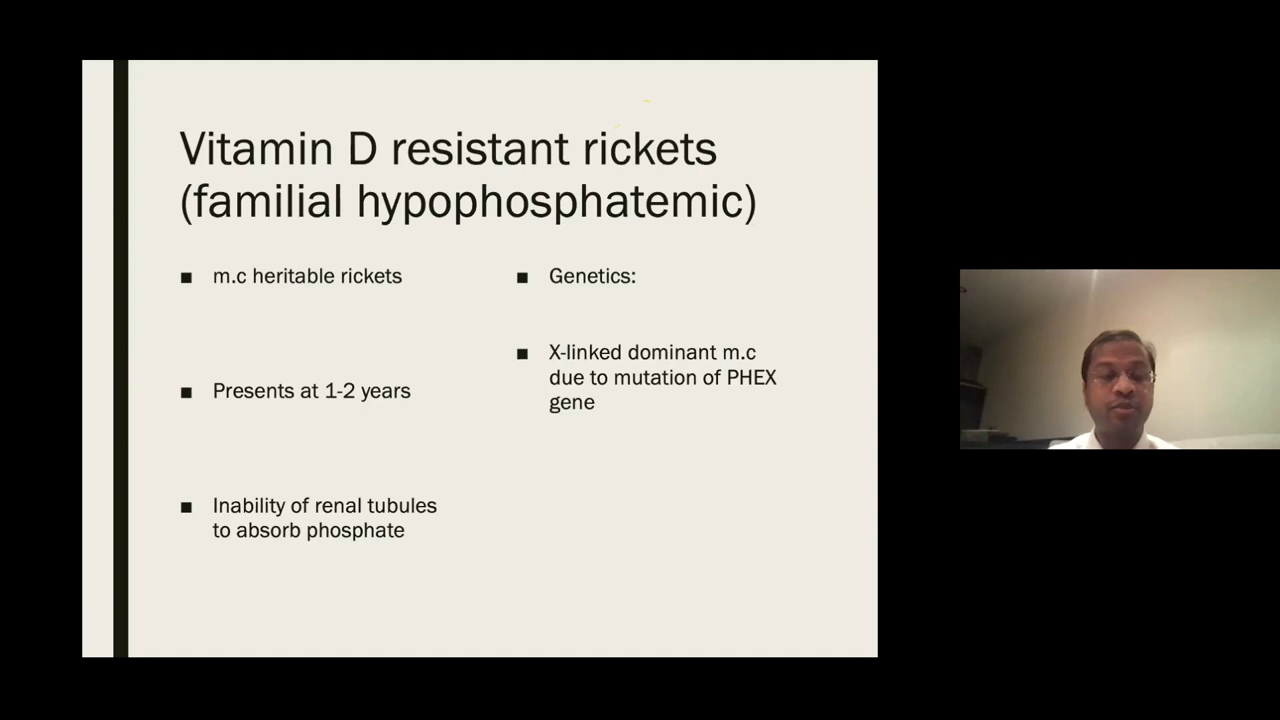 Vitamin D resistant rickets
(familial hypophosphatemic)
■ m.c heritable rickets
■ Presents at 1-2 years
■ Inability of renal tubules
to absorb phosphate
■ Genetics:
■ X-linked dominant m.c
due to mutation of PHEX
gene